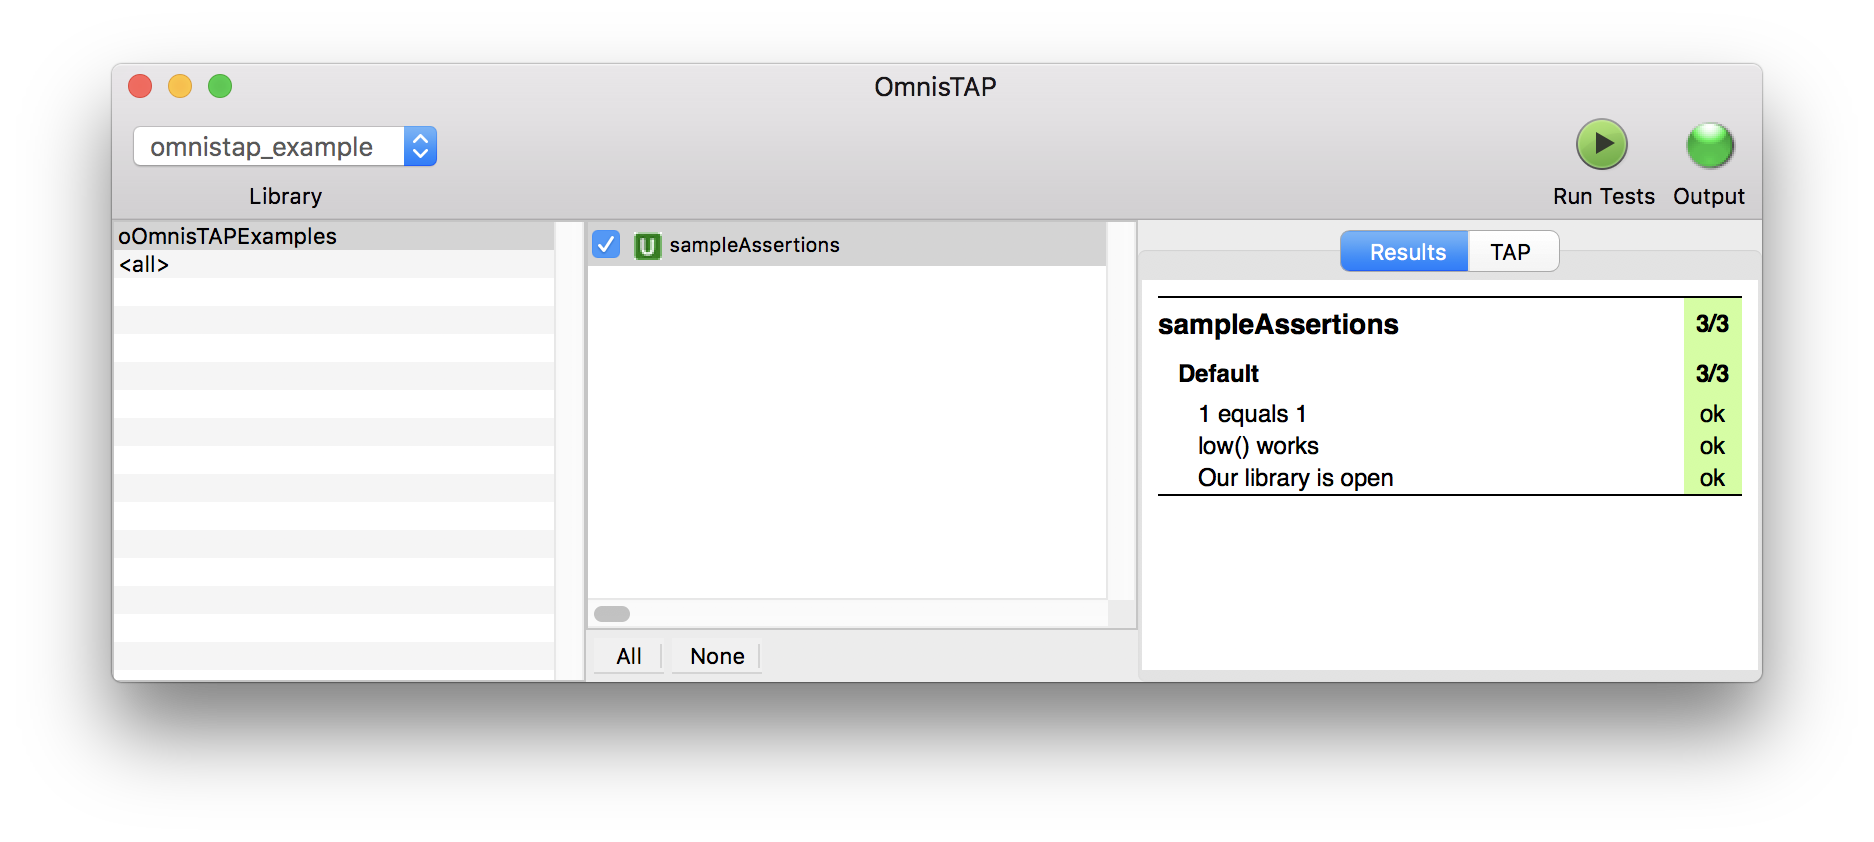 OmnisTAP
omnistap_example
Library
Run Tests
Output
oOmnisTAPExamples
<all>
U
sampleAssertions
All
None
Results
TAP
sampleAssertions 3/3
Default 3/3
1 equals 1 ok
low() works ok
Our library is open ok